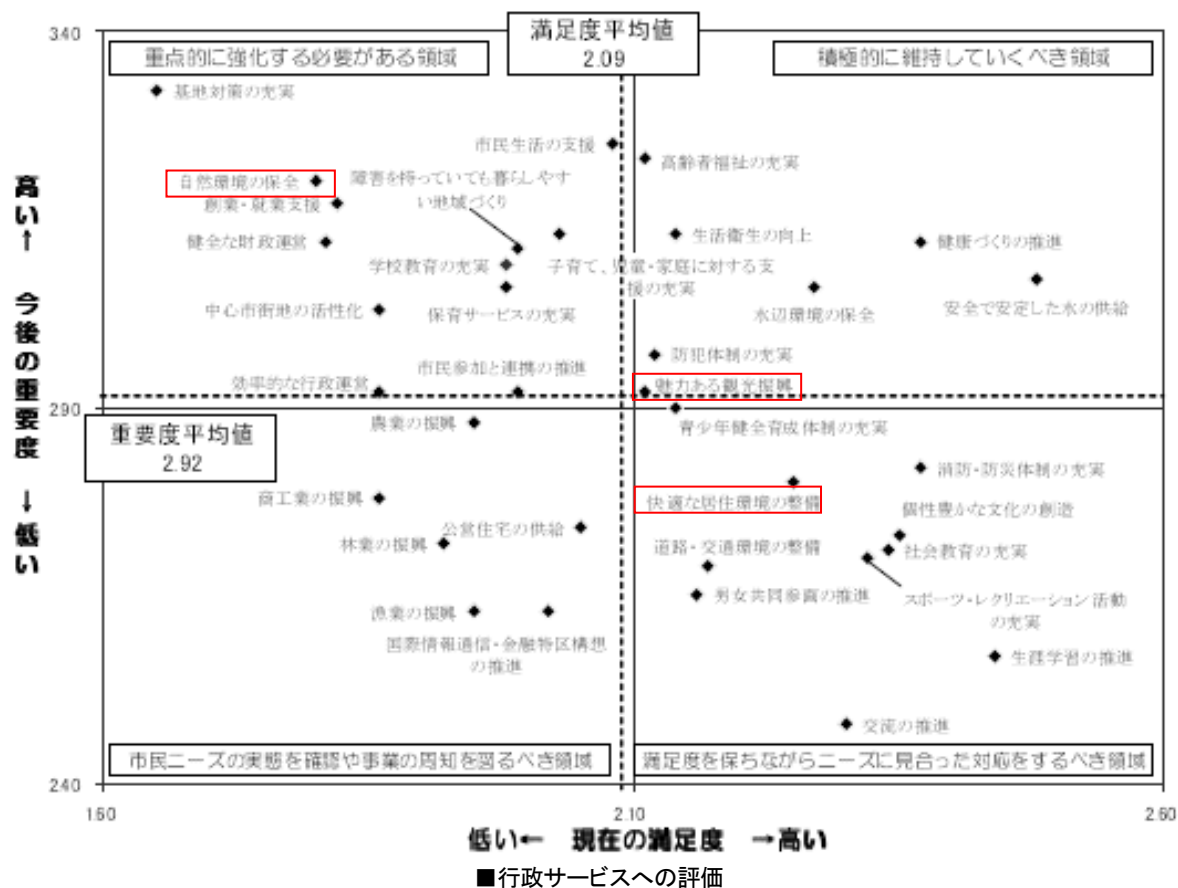 満足度平均値
2.09
340
重点的に強化する必要がある領域
積極的に維持していくべき領域
基地対策の充実
市民生活の支援
高齢者福祉の充実
自然環境の保全
障害を持っていても暮らしやす
い地域づくり
創業・就業支援
健全な財政運営
生活衛生の向上
健康づくりの推進
学校教育の充実
子育て、児童・家庭に対する支
援の充実
中心市街地の活性化
保育サービスの充実
水辺環境の保全
安全で安定した水の供給
防犯体制の充実
市民参加と連携の推進
効率的な行政運営
魅力ある観光振興
290
農業の振興
青少年健全育成体制の充実
重要度平均値
2.92
消防・防災体制の充実
商工業の振興
快適な居住環境の整備
個性豊かな文化の創造
公営住宅の供給
林業の振興
道路・交通環境の整備
社会教育の充実
男女共同参画の推進
スポーツ・レクリエーション活動
の充実
漁業の振興
国際情報通信・金融特区構想
の推進
生涯学習の推進
交流の推進
市民ニーズの実態を確認や事業の周知を図るべき領域
満足度を保ちながらニーズに見合った対応をするべき領域
240
1.60
2.10
2.60
高い↑ 今後の重要度 ↓低い
低い← 現在の満足度 →高い
■行政サービスへの評価